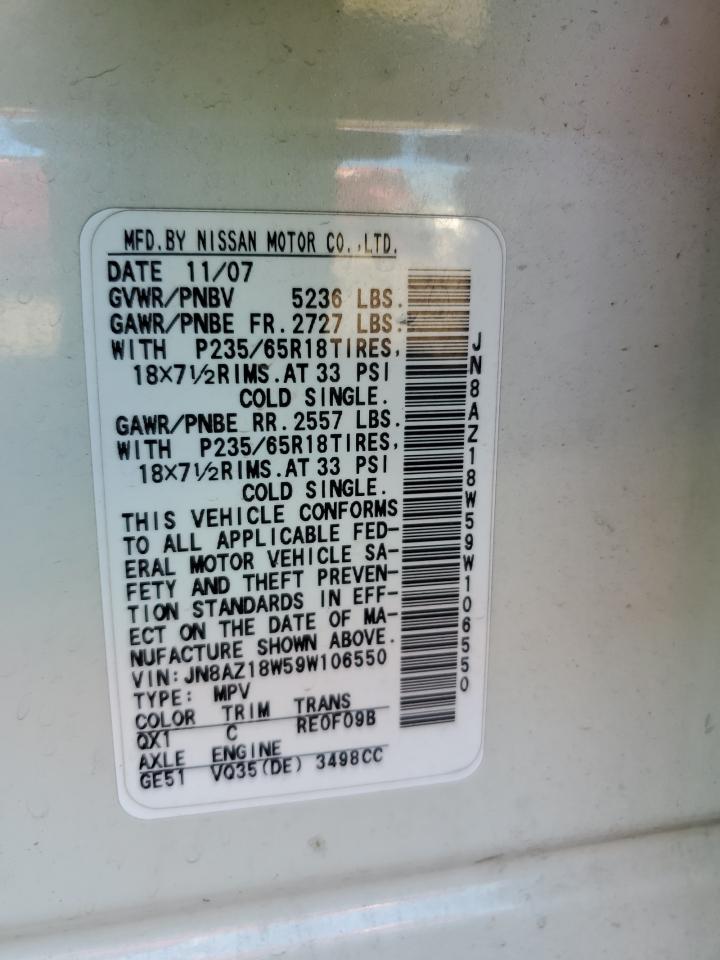 MFD.BY NISSAN MOTOR CO.,LTD.
DATE 11/07
GVWR/PNBV 5236 LBS.
GAWR/PNBE FR. 2727 LBS.
WITH P235/65R18TIRES,
18×7½RIMS.AT 33 PSI
COLD SINGLE.
GAWR/PNBE RR. 2557 LBS.
WITH P235/65R18TIRES,
18×7½RIMS.AT 33 PSI
COLD SINGLE.
THIS VEHICLE CONFORMS
TO ALL APPLICABLE FED-
ERAL MOTOR VEHICLE SA-
FETY AND THEFT PREVEN-
TION STANDARDS IN EFF-
ECT ON THE DATE OF MA-
NUFACTURE SHOWN ABOVE.
VIN:JN8AZ18W59W106550
TYPE: MPV
COLOR TRIM TRANS
QX1 C RE0F09B
AXLE ENGINE
GE51 VQ35(DE) 3498CC
JN8AZ18W59W106550